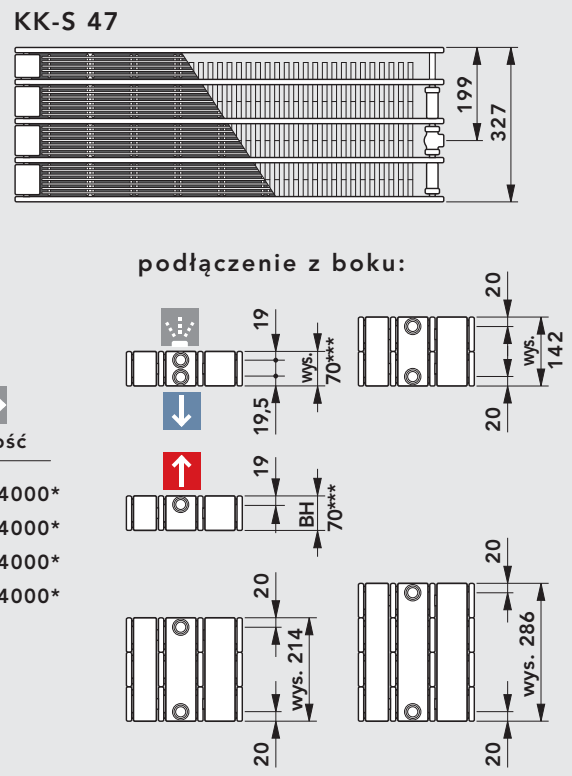 KK-S 47
199
327
podłączenie z boku:
19
19,5
wys.
70***
20
20
wys.
142
ość
4000*
4000*
4000*
4000*
19
BH
70***
20
20
wys. 214
20
20
wys. 286